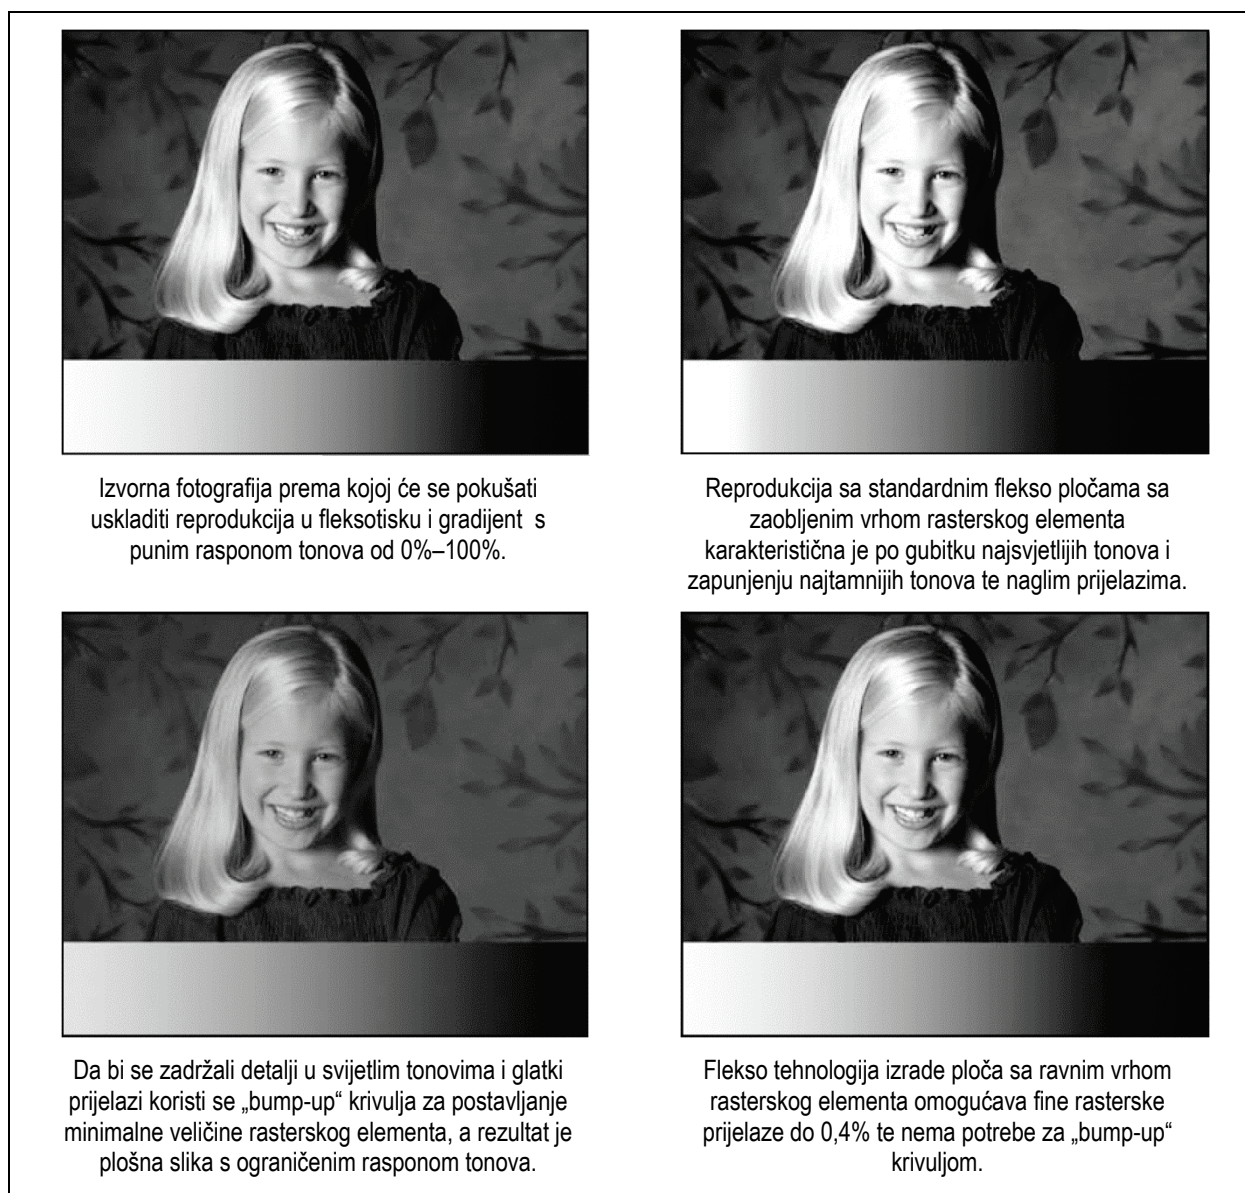 Izvorna fotografija prema kojoj će se pokušati
uskladiti reprodukcija u fleksotisku i gradijent  s
punim rasponom tonova od 0%–100%.
Reprodukcija sa standardnim flekso pločama sa
zaobljenim vrhom rasterskog elementa
karakteristična je po gubitku najsvjetlijih tonova i
zapunjenju najtamnijih tonova te naglim prijelazima.
Da bi se zadržali detalji u svijetlim tonovima i glatki
prijelazi koristi se „bump-up“ krivulja za postavljanje
minimalne veličine rasterskog elementa, a rezultat je
plošna slika s ograničenim rasponom tonova.
Flekso tehnologija izrade ploča sa ravnim vrhom
rasterskog elementa omogućava fine rasterske
prijelaze do 0,4% te nema potrebe za „bump-up“
krivuljom.